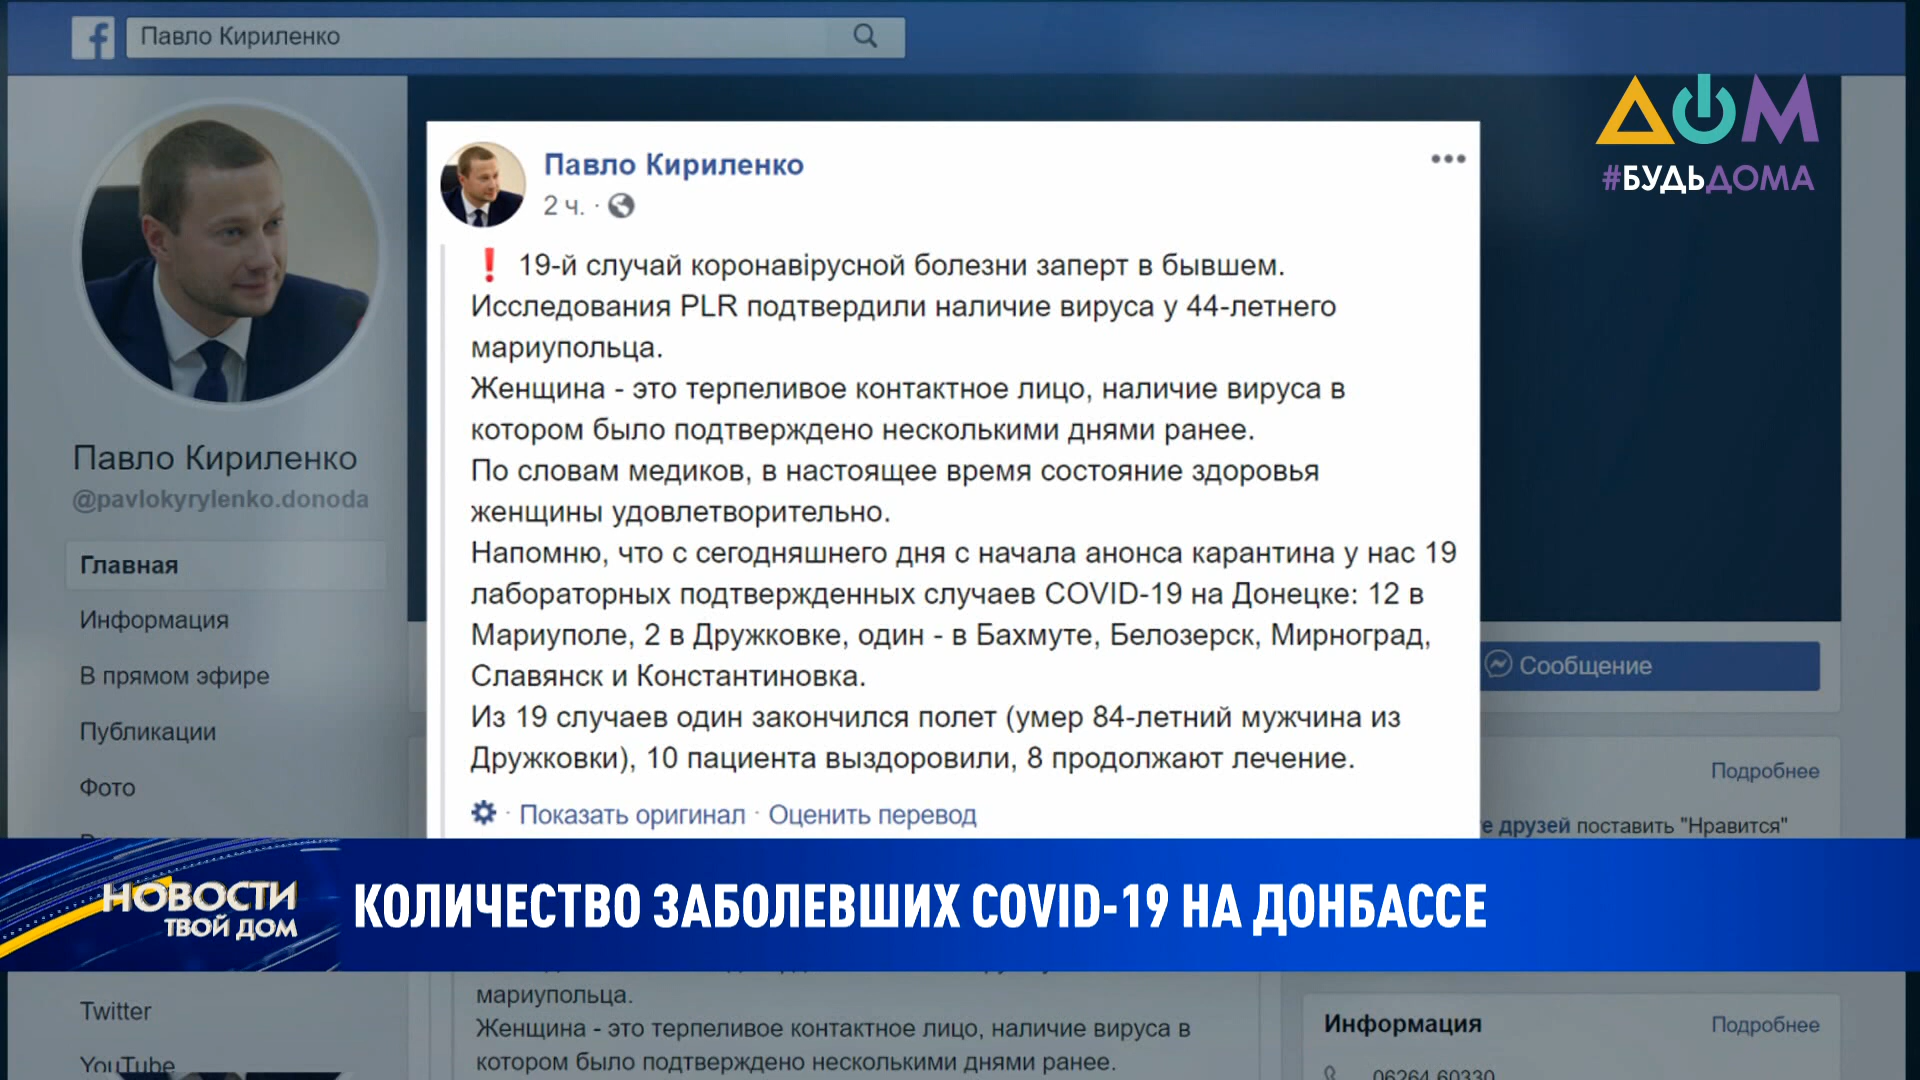 Павло Кириленко
ДОМ
#БУДЬДОМА
Павло Кириленко
2 ч. ·
❗ 19-й случай коронавірусной болезни заперт в бывшем.
Исследования PLR подтвердили наличие вируса у 44-летнего
мариупольца.
Женщина - это терпеливое контактное лицо, наличие вируса в
котором было подтверждено несколькими днями ранее.
По словам медиков, в настоящее время состояние здоровья
женщины удовлетворительно.
Напомню, что с сегодняшнего дня с начала анонса карантина у нас 19
лабораторных подтвержденных случаев COVID-19 на Донецке: 12 в
Мариуполе, 2 в Дружковке, один - в Бахмуте, Белозерск, Мирноград,
Славянск и Константиновка.
Из 19 случаев один закончился полет (умер 84-летний мужчина из
Дружковки), 10 пациента выздоровили, 8 продолжают лечение.
· Показать оригинал · Оценить перевод
Павло Кириленко
@pavlokyrylenko.donoda
Главная
Информация
В прямом эфире
Публикации
Фото
Сообщение
Подробнее
друзей поставить "Нравится"
НОВОСТИ
ТВОЙ ДОМ
КОЛИЧЕСТВО ЗАБОЛЕВШИХ COVID-19 НА ДОНБАССЕ
Twitter
YouTube
мариупольца.
Женщина - это терпеливое контактное лицо, наличие вируса в
котором было подтверждено несколькими днями ранее.
Информация
Подробнее
06264 60330